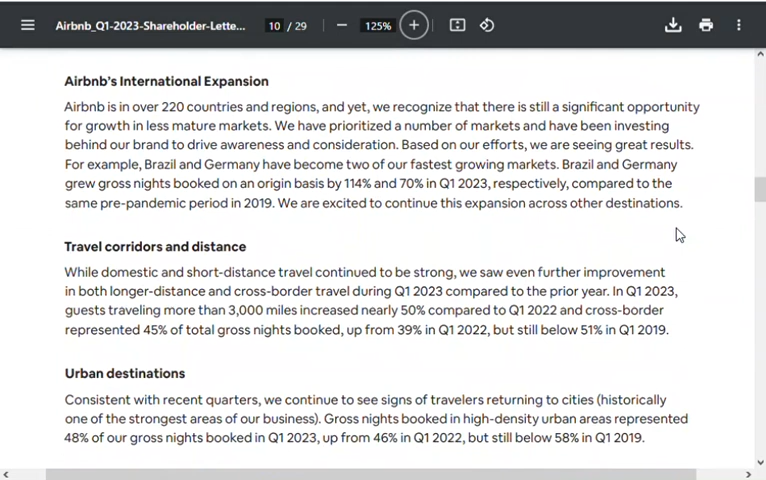 Airbnb_Q1-2023-Shareholder-Lette... 10 / 29 — 125% +
Airbnb's International Expansion
Airbnb is in over 220 countries and regions, and yet, we recognize that there is still a significant opportunity
for growth in less mature markets. We have prioritized a number of markets and have been investing
behind our brand to drive awareness and consideration. Based on our efforts, we are seeing great results.
For example, Brazil and Germany have become two of our fastest growing markets. Brazil and Germany
grew gross nights booked on an origin basis by 114% and 70% in Q1 2023, respectively, compared to the
same pre-pandemic period in 2019. We are excited to continue this expansion across other destinations.
Travel corridors and distance
While domestic and short-distance travel continued to be strong, we saw even further improvement
in both longer-distance and cross-border travel during Q1 2023 compared to the prior year. In Q1 2023,
guests traveling more than 3,000 miles increased nearly 50% compared to Q1 2022 and cross-border
represented 45% of total gross nights booked, up from 39% in Q1 2022, but still below 51% in Q1 2019.
Urban destinations
Consistent with recent quarters, we continue to see signs of travelers returning to cities (historically
one of the strongest areas of our business). Gross nights booked in high-density urban areas represented
48% of our gross nights booked in Q1 2023, up from 46% in Q1 2022, but still below 58% in Q1 2019.